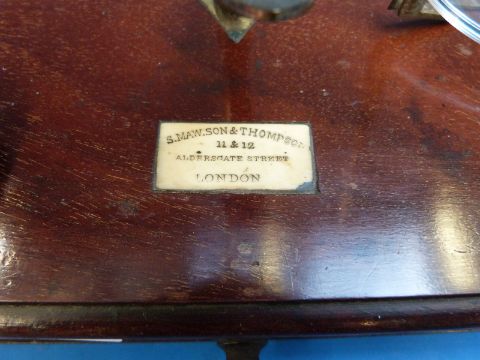 S. MAW. SON & THOMPSON
11 & 12
ALDERSGATE STREET
LONDON